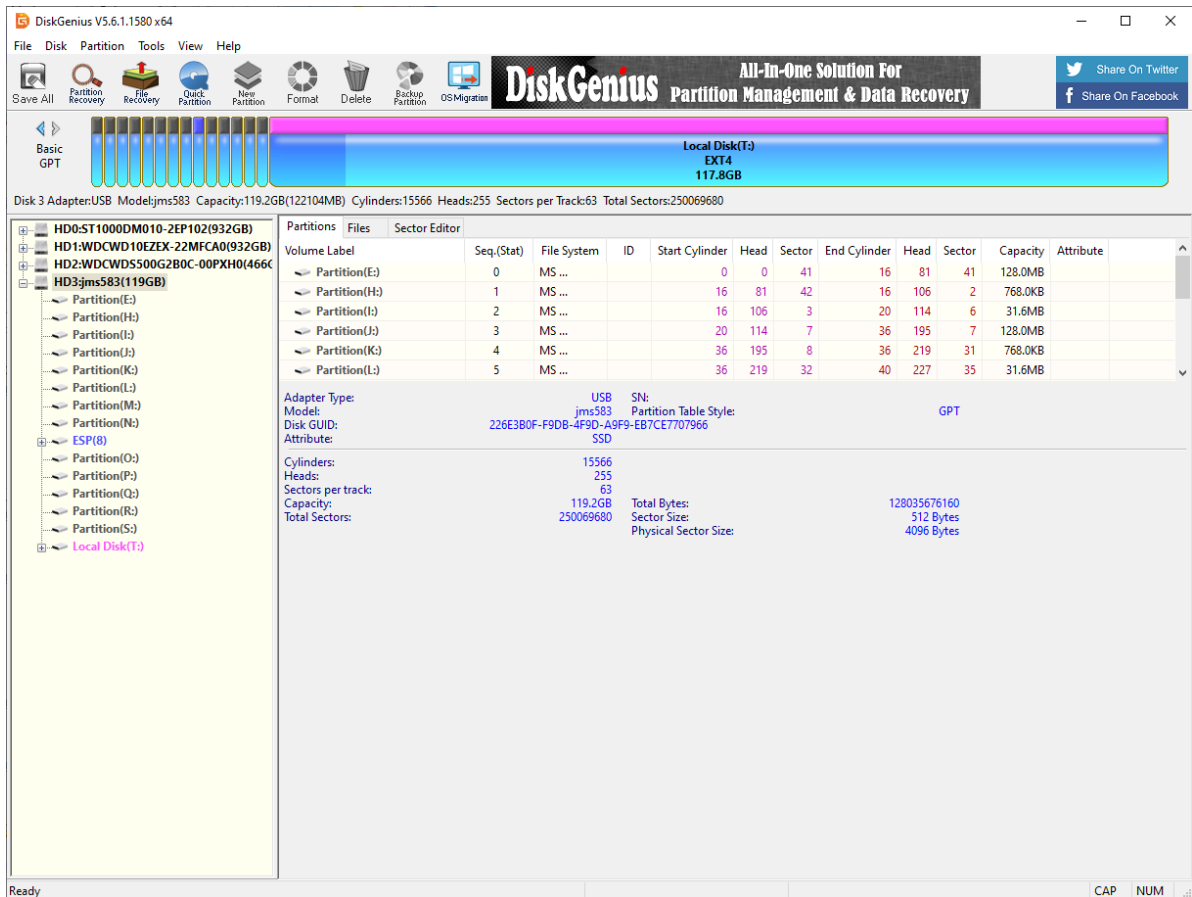 DiskGenius V5.6.1.1580 x64
File Disk Partition Tools View Help
Save All Partition Recovery File Recovery Quick Partition New Partition Format Delete Backup Partition OS Migration
DiskGenius All-In-One Solution For
Partition Management & Data Recovery
Share On Twitter
Share On Facebook
Basic
GPT
Local Disk(T:)
EXT4
117.8GB
Disk 3 Adapter:USB Model:jms583 Capacity:119.2GB(122104MB) Cylinders:15566 Heads:255 Sectors per Track:63 Total Sectors:250069680
HD0:ST1000DM010-2EP102(932GB)
HD1:WDCWD10EZEX-22MFCA0(932GB)
HD2:WDCWDS500G2B0C-00PXH0(466G
HD3:jms583(119GB)
Partition(E:)
Partition(H:)
Partition(I:)
Partition(J:)
Partition(K:)
Partition(L:)
Partition(M:)
Partition(N:)
ESP(8)
Partition(O:)
Partition(P:)
Partition(Q:)
Partition(R:)
Partition(S:)
Local Disk(T:)
Partitions Files Sector Editor
Volume Label Seq.(Stat) File System ID Start Cylinder Head Sector End Cylinder Head Sector Capacity Attribute
Partition(E:) 0 MS ... 0 0 41 16 81 41 128.0MB
Partition(H:) 1 MS ... 16 81 42 16 106 2 768.0KB
Partition(I:) 2 MS ... 16 106 3 20 114 6 31.6MB
Partition(J:) 3 MS ... 20 114 7 36 195 7 128.0MB
Partition(K:) 4 MS ... 36 195 8 36 219 31 768.0KB
Partition(L:) 5 MS ... 36 219 32 40 227 35 31.6MB
Adapter Type: USB SN:
Model: jms583 Partition Table Style: GPT
Disk GUID: 226E3B0F-F9DB-4F9D-A9F9-EB7CE7707966
Attribute: SSD
Cylinders: 15566
Heads: 255
Sectors per track: 63
Capacity: 119.2GB Total Bytes: 128035676160
Total Sectors: 250069680 Sector Size: 512 Bytes
Physical Sector Size: 4096 Bytes
Ready CAP NUM